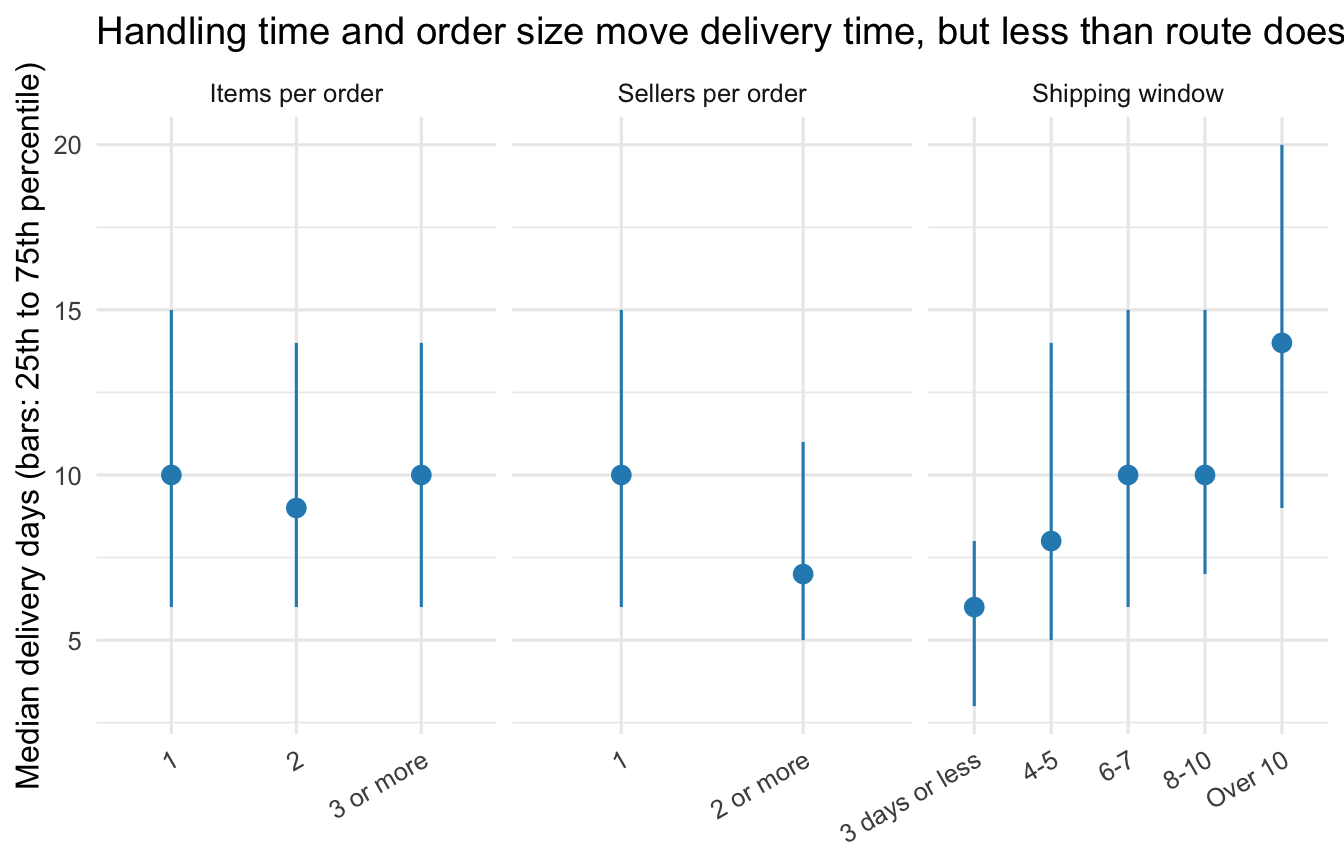 Handling time and order size move delivery time, but less than route does
Items per order
Sellers per order
Shipping window
Median delivery days (bars: 25th to 75th percentile)
20
15
10
5
1
2
3 or more
1
2 or more
3 days or less
4-5
6-7
8-10
Over 10